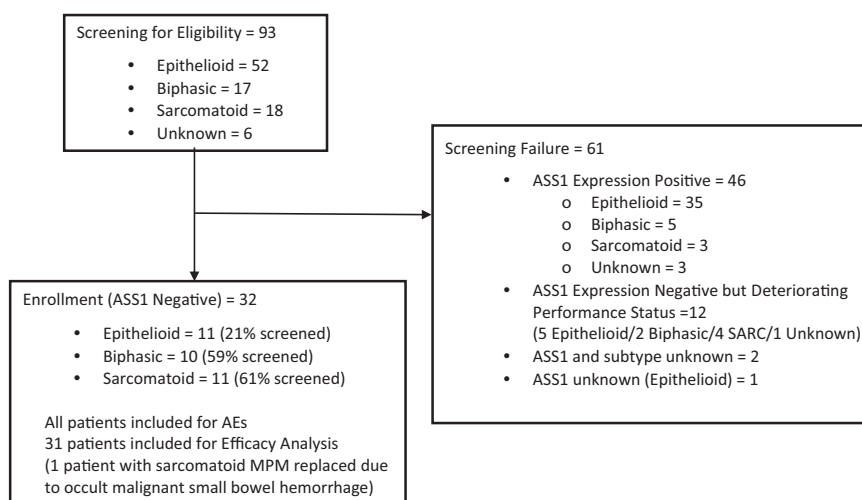 Screening for Eligibility = 93
• Epithelioid = 52
• Biphasic = 17
• Sarcomatoid = 18
• Unknown = 6
Screening Failure = 61
• ASS1 Expression Positive = 46
o Epithelioid = 35
o Biphasic = 5
o Sarcomatoid = 3
o Unknown = 3
• ASS1 Expression Negative but Deteriorating
Performance Status =12
(5 Epithelioid/2 Biphasic/4 SARC/1 Unknown)
• ASS1 and subtype unknown = 2
• ASS1 unknown (Epithelioid) = 1
Enrollment (ASS1 Negative) = 32
• Epithelioid = 11 (21% screened)
• Biphasic = 10 (59% screened)
• Sarcomatoid = 11 (61% screened)
All patients included for AEs
31 patients included for Efficacy Analysis
(1 patient with sarcomatoid MPM replaced due
to occult malignant small bowel hemorrhage)